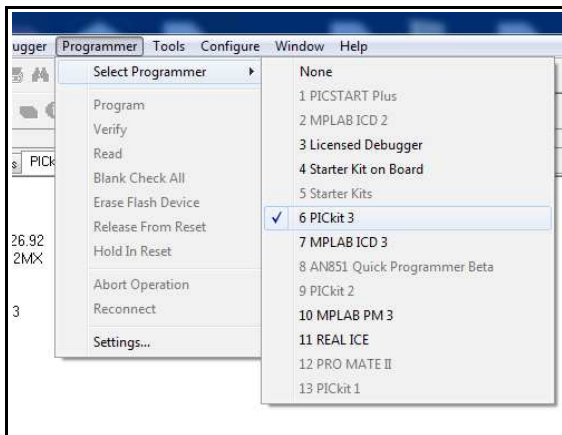 ugger Programmer Tools Configure Window Help
Select Programmer
Program
Verify
Read
Blank Check All
Erase Flash Device
Release From Reset
Hold In Reset
Abort Operation
Reconnect
Settings...
None
1 PICSTART Plus
2 MPLAB ICD 2
3 Licensed Debugger
4 Starter Kit on Board
5 Starter Kits
6 PICkit 3
7 MPLAB ICD 3
8 AN851 Quick Programmer Beta
9 PICkit 2
10 MPLAB PM 3
11 REAL ICE
12 PRO MATE II
13 PICkit 1
s PICk
26.92
2MX
3